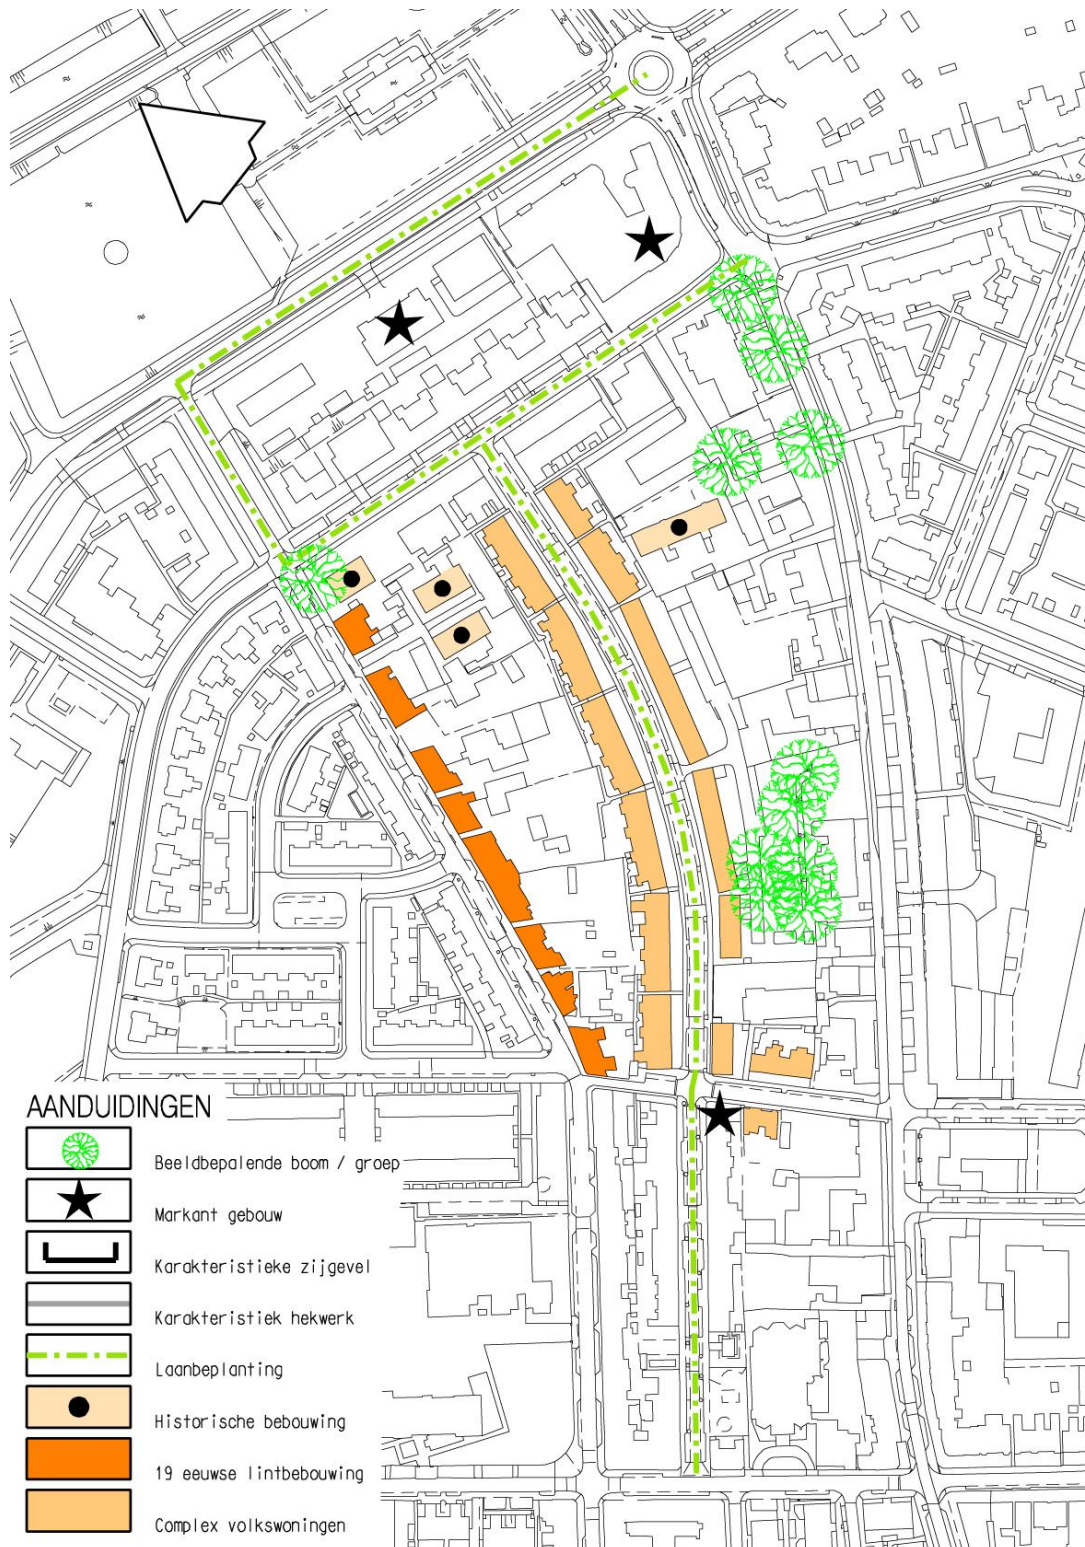 AANDUIDINGEN
Beeldbepalende boom / groep
Markant gebouw
Karakteristieke zijgevel
Karakteristiek hekwerk
Laanbeplanting
Historische bebouwing
19 eeuwse lintbebouwing
Complex volkswoningen